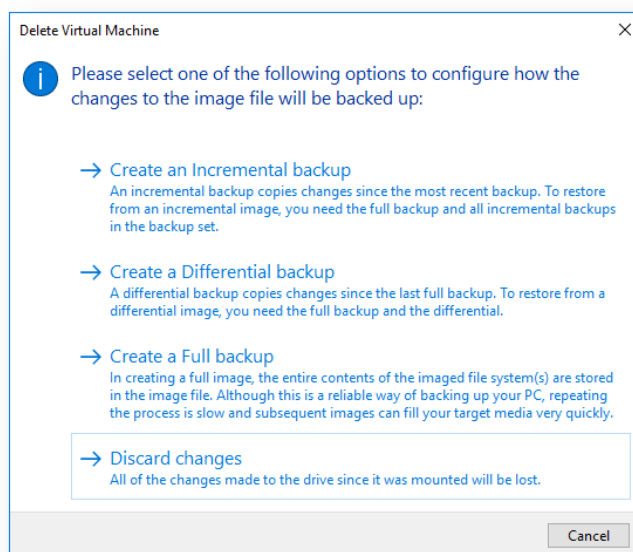 Delete Virtual Machine
Please select one of the following options to configure how the
changes to the image file will be backed up:
Create an Incremental backup
An incremental backup copies changes since the most recent backup. To restore
from an incremental image, you need the full backup and all incremental backups
in the backup set.
Create a Differential backup
A differential backup copies changes since the last full backup. To restore from a
differential image, you need the full backup and the differential.
Create a Full backup
In creating a full image, the entire contents of the imaged file system(s) are stored
in the image file. Although this is a reliable way of backing up your PC, repeating
the process is slow and subsequent images can fill your target media very quickly.
Discard changes
All of the changes made to the drive since it was mounted will be lost.
Cancel